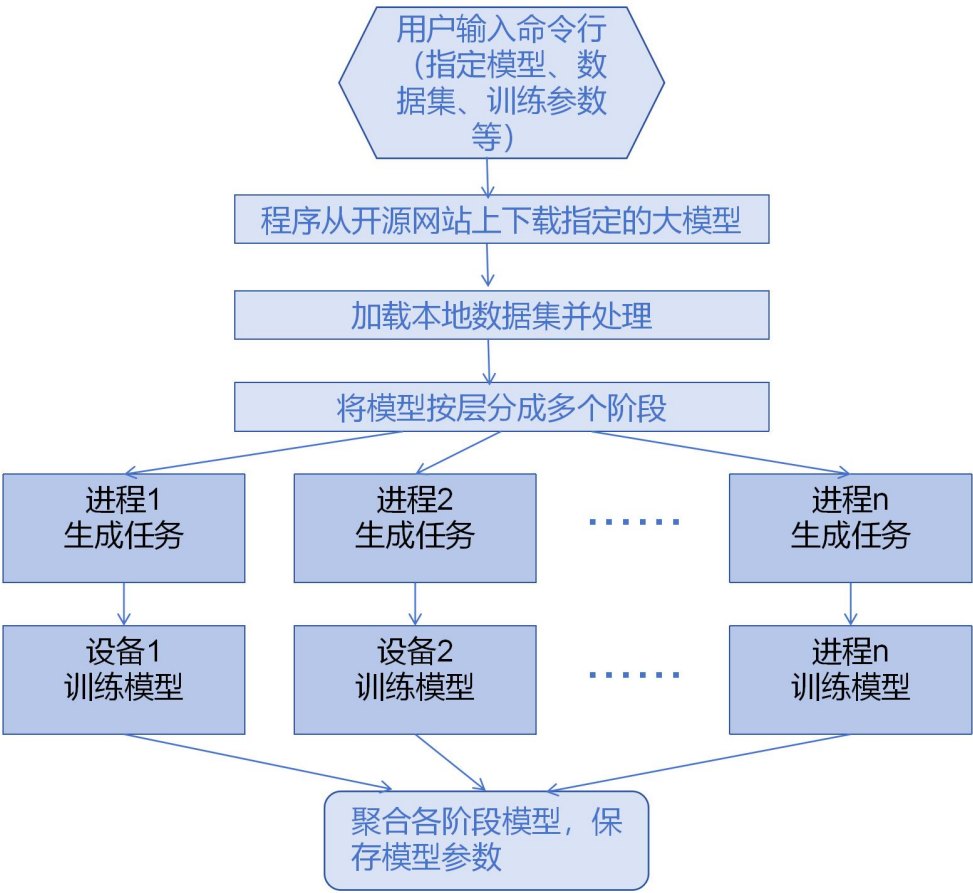 用户输入命令行
（指定模型、数
据集、训练参数
等）
程序从开源网站上下载指定的大模型
加载本地数据集并处理
将模型按层分成多个阶段
进程1
生成任务
进程2
生成任务
······
进程n
生成任务
设备1
训练模型
设备2
训练模型
······
进程n
训练模型
聚合各阶段模型，保
存模型参数